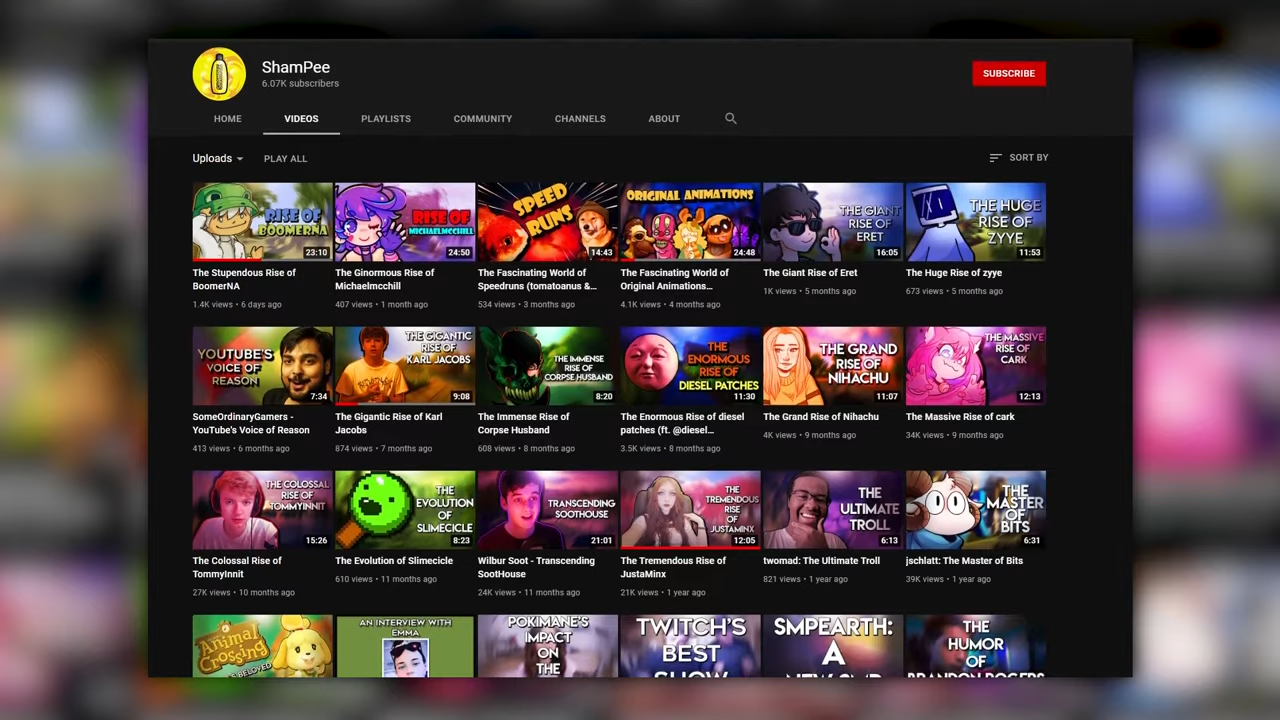 ShamPee
6.07K subscribers
SUBSCRIBE
HOME VIDEOS PLAYLISTS COMMUNITY CHANNELS ABOUT
Uploads PLAY ALL SORT BY
RISE OF
BOOMERNA
23:10
RISE OF
MICHAELMCCHILL
24:50
SPEED
RUNS
14:43
ORIGINAL ANIMATIONS
24:48
THE GIANT
RISE OF
ERET
16:05
THE HUGE
RISE OF
ZYYE
11:53
The Stupendous Rise of
BoomerNA
1.4K views • 6 days ago
The Ginormous Rise of
Michaelmcchill
407 views • 1 month ago
The Fascinating World of
Speedruns (tomatoanus &...
534 views • 3 months ago
The Fascinating World of
Original Animations...
4.1K views • 4 months ago
The Giant Rise of Eret
1K views • 5 months ago
The Huge Rise of zyye
673 views • 5 months ago
YOUTUBE'S
VOICE OF
REASON
7:34
THE GIGANTIC
RISE OF
KARL JACOBS
9:08
THE IMMENSE
RISE OF
CORPSE HUSBAND
8:20
THE
ENORMOUS
RISE OF
DIESEL PATCHES
11:30
THE GRAND
RISE OF
NIHACHU
11:07
THE MASSIVE
RISE OF
CARK
12:13
SomeOrdinaryGamers -
YouTube's Voice of Reason
413 views • 6 months ago
The Gigantic Rise of Karl
Jacobs
874 views • 7 months ago
The Immense Rise of
Corpse Husband
608 views • 8 months ago
The Enormous Rise of diesel
patches (ft. @diesel...
3.5K views • 8 months ago
The Grand Rise of Nihachu
4K views • 9 months ago
The Massive Rise of cark
34K views • 9 months ago
THE COLOSSAL
RISE OF
TOMMYINNIT
15:26
THE
EVOLUTION
OF
SLIMECICLE
8:23
TRANSCENDING
SOOTHOUSE
21:01
THE
TREMENDOUS
RISE
OF
JUSTAMINX
12:05
THE
ULTIMATE
TROLL
6:13
THE
MASTER
OF
BITS
6:31
The Colossal Rise of
TommyInnit
27K views • 10 months ago
The Evolution of Slimecicle
610 views • 11 months ago
Wilbur Soot - Transcending
SootHouse
24K views • 11 months ago
The Tremendous Rise of
JustaMinx
21K views • 1 year ago
twomad: The Ultimate Troll
821 views • 1 year ago
jschlatt: The Master of Bits
39K views • 1 year ago
Animal
Crossing
BELOVED
AN INTERVIEW WITH
EMMA
POKIMANE'S
IMPACT
ON
THE
TWITCH'S
BEST
SHOW
SMPEARTH:
A
NEW SMP
THE
HUMOR
OF
BRANDON ROGERS